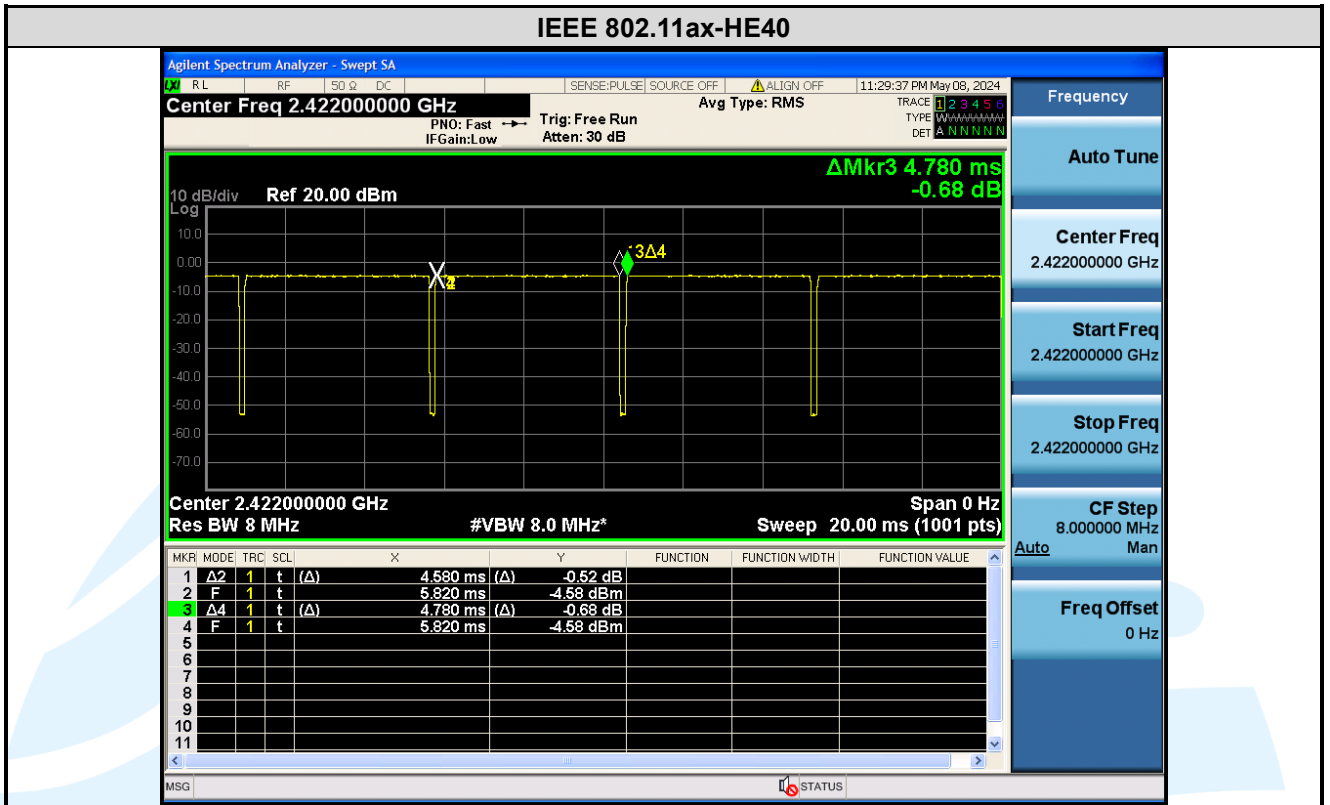 IEEE 802.11ax-HE40
Agilent Spectrum Analyzer - Swept SA
LXI RL RF 50 Ω DC SENSE:PULSE SOURCE OFF ALIGN OFF 11:29:37 PM May 08, 2024
Center Freq 2.422000000 GHz
PNO: Fast
IFGain:Low
Trig: Free Run
Atten: 30 dB
Avg Type: RMS
TRACE 1 2 3 4 5 6
TYPE WWWWWW
DET A N N N N N
ΔMkr3 4.780 ms
-0.68 dB
10 dB/div Ref 20.00 dBm
Log
10.0
0.00
-10.0
-20.0
-30.0
-40.0
-50.0
-60.0
-70.0
3Δ4
Center 2.422000000 GHz Span 0 Hz
Res BW 8 MHz #VBW 8.0 MHz* Sweep 20.00 ms (1001 pts)
MKR MODE TRC SCL X Y FUNCTION FUNCTION WIDTH FUNCTION VALUE
1 Δ2 1 t (Δ) 4.580 ms (Δ) -0.52 dB
2 F 1 t 5.820 ms -4.58 dBm
3 Δ4 1 t (Δ) 4.780 ms (Δ) -0.68 dB
4 F 1 t 5.820 ms -4.58 dBm
5
6
7
8
9
10
11
MSG STATUS
Frequency
Auto Tune
Center Freq
2.422000000 GHz
Start Freq
2.422000000 GHz
Stop Freq
2.422000000 GHz
CF Step
8.000000 MHz
Auto Man
Freq Offset
0 Hz